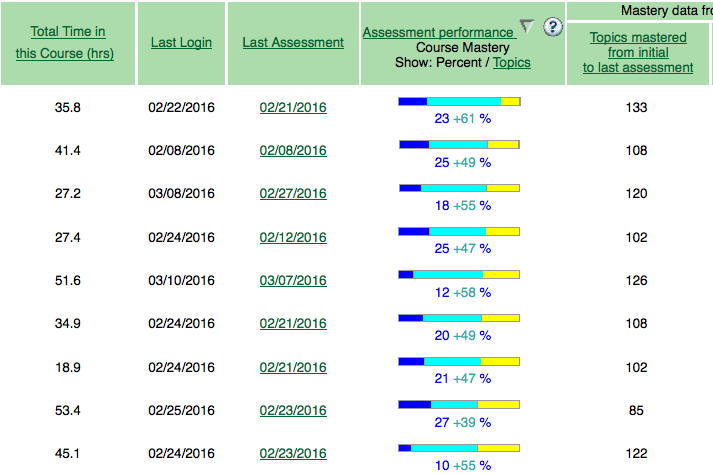 Mastery data fro
Total Time in
this Course (hrs)
Last Login
Last Assessment
Assessment performance ?
Course Mastery
Show: Percent / Topics
Topics mastered
from initial
to last assessment
35.8 02/22/2016 02/21/2016 133
23 +61 %
41.4 02/08/2016 02/08/2016 108
25 +49 %
27.2 03/08/2016 02/27/2016 120
18 +55 %
27.4 02/24/2016 02/12/2016 102
25 +47 %
51.6 03/10/2016 03/07/2016 126
12 +58 %
34.9 02/24/2016 02/21/2016 108
20 +49 %
18.9 02/24/2016 02/21/2016 102
21 +47 %
53.4 02/25/2016 02/23/2016 85
27 +39 %
45.1 02/24/2016 02/23/2016 122
10 +55 %